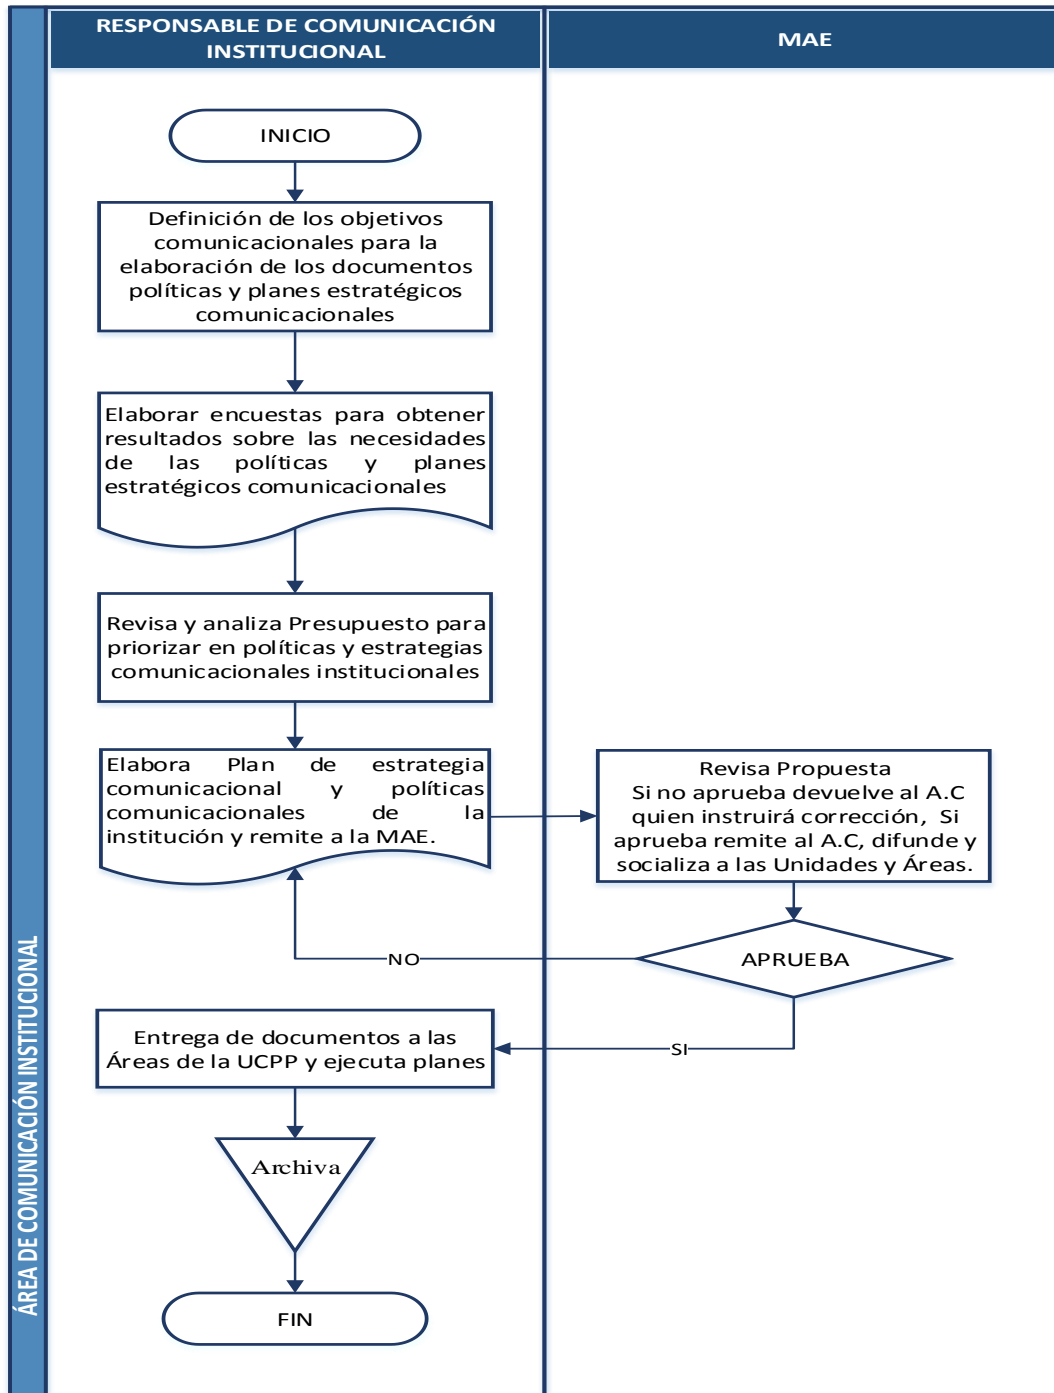 RESPONSABLE DE COMUNICACIÓN
INSTITUCIONAL
MAE
INICIO
Definición de los objetivos
comunicacionales para la
elaboración de los documentos
políticas y planes estratégicos
comunicacionales
Elaborar encuestas para obtener
resultados sobre las necesidades
de las políticas y planes
estratégicos comunicacionales
Revisa y analiza Presupuesto para
priorizar en políticas y estrategias
comunicacionales institucionales
Elabora Plan de estrategia
comunicacional y políticas
comunicacionales de la
institución y remite a la MAE.
Revisa Propuesta
Si no aprueba devuelve al A.C
quien instruirá corrección, Si
aprueba remite al A.C, difunde y
socializa a las Unidades y Áreas.
APRUEBA
NO
SI
Entrega de documentos a las
Áreas de la UCPP y ejecuta planes
Archiva
FIN
ÁREA DE COMUNICACIÓN INSTITUCIONAL